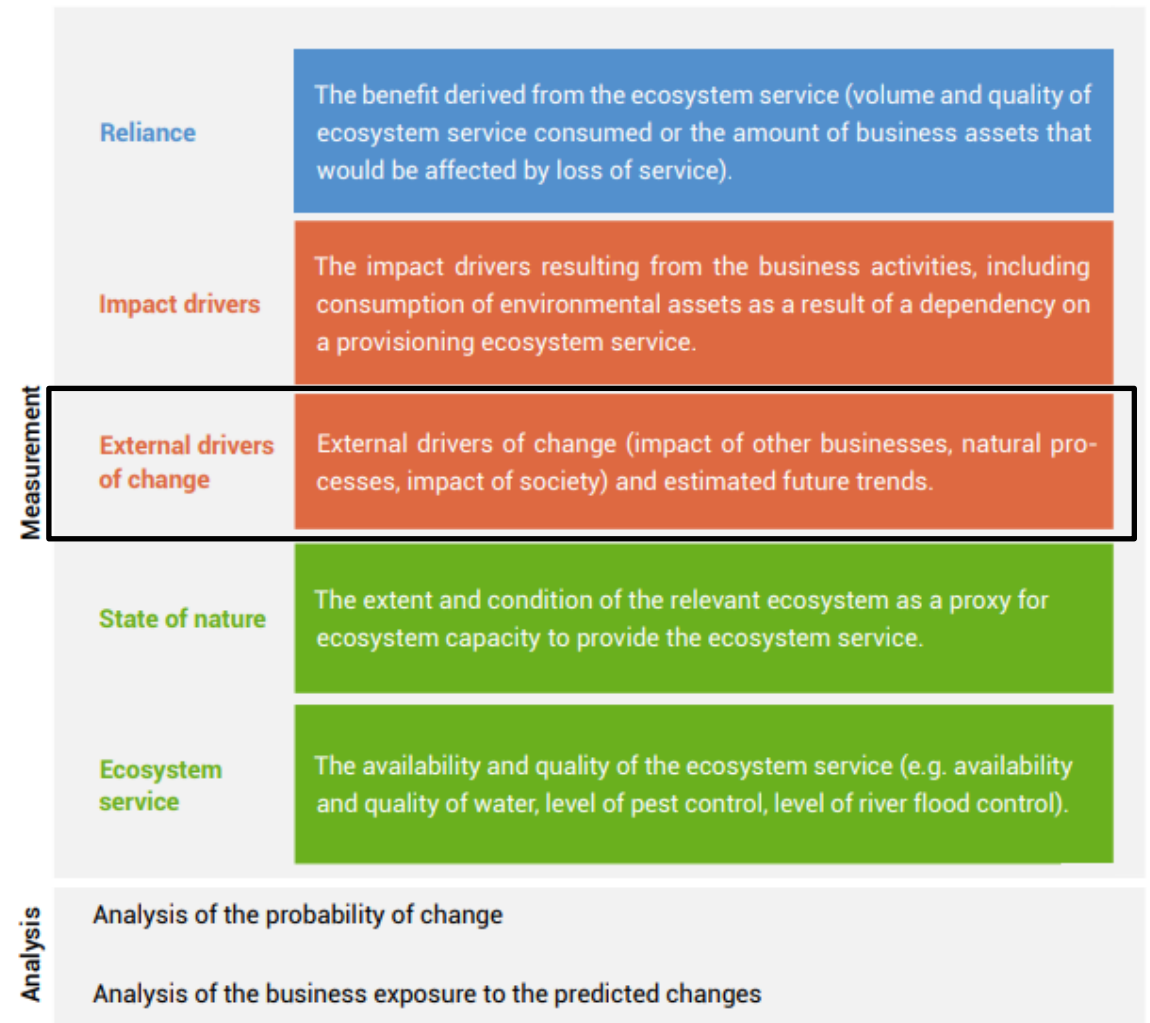 Measurement
Reliance
The benefit derived from the ecosystem service (volume and quality of
ecosystem service consumed or the amount of business assets that
would be affected by loss of service).
Impact drivers
The impact drivers resulting from the business activities, including
consumption of environmental assets as a result of a dependency on
a provisioning ecosystem service.
External drivers
of change
External drivers of change (impact of other businesses, natural pro-
cesses, impact of society) and estimated future trends.
State of nature
The extent and condition of the relevant ecosystem as a proxy for
ecosystem capacity to provide the ecosystem service.
Ecosystem
service
The availability and quality of the ecosystem service (e.g. availability
and quality of water, level of pest control, level of river flood control).
Analysis
Analysis of the probability of change
Analysis of the business exposure to the predicted changes